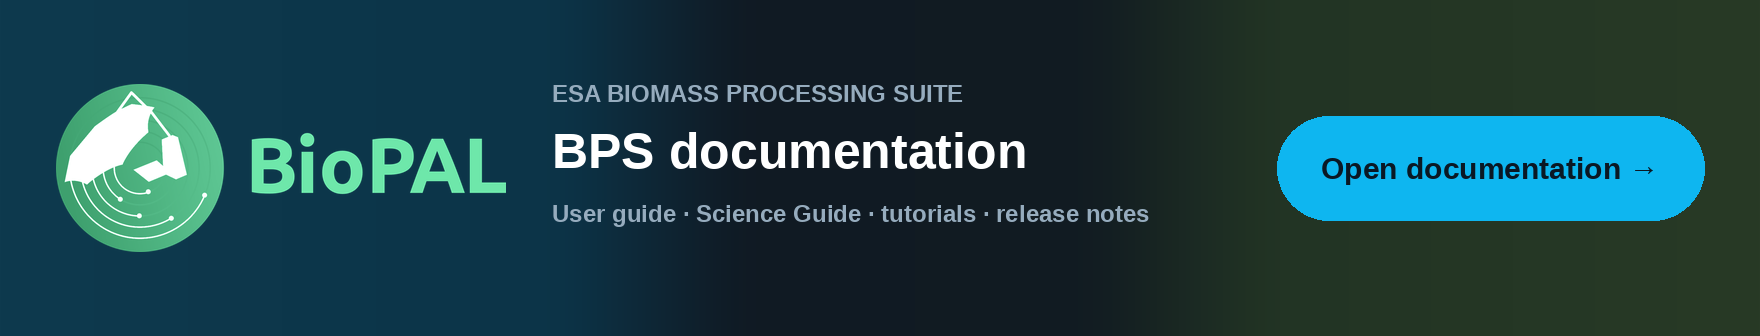 BioPAL
ESA BIOMASS PROCESSING SUITE
BPS documentation
User guide · Science Guide · tutorials · release notes
Open documentation →